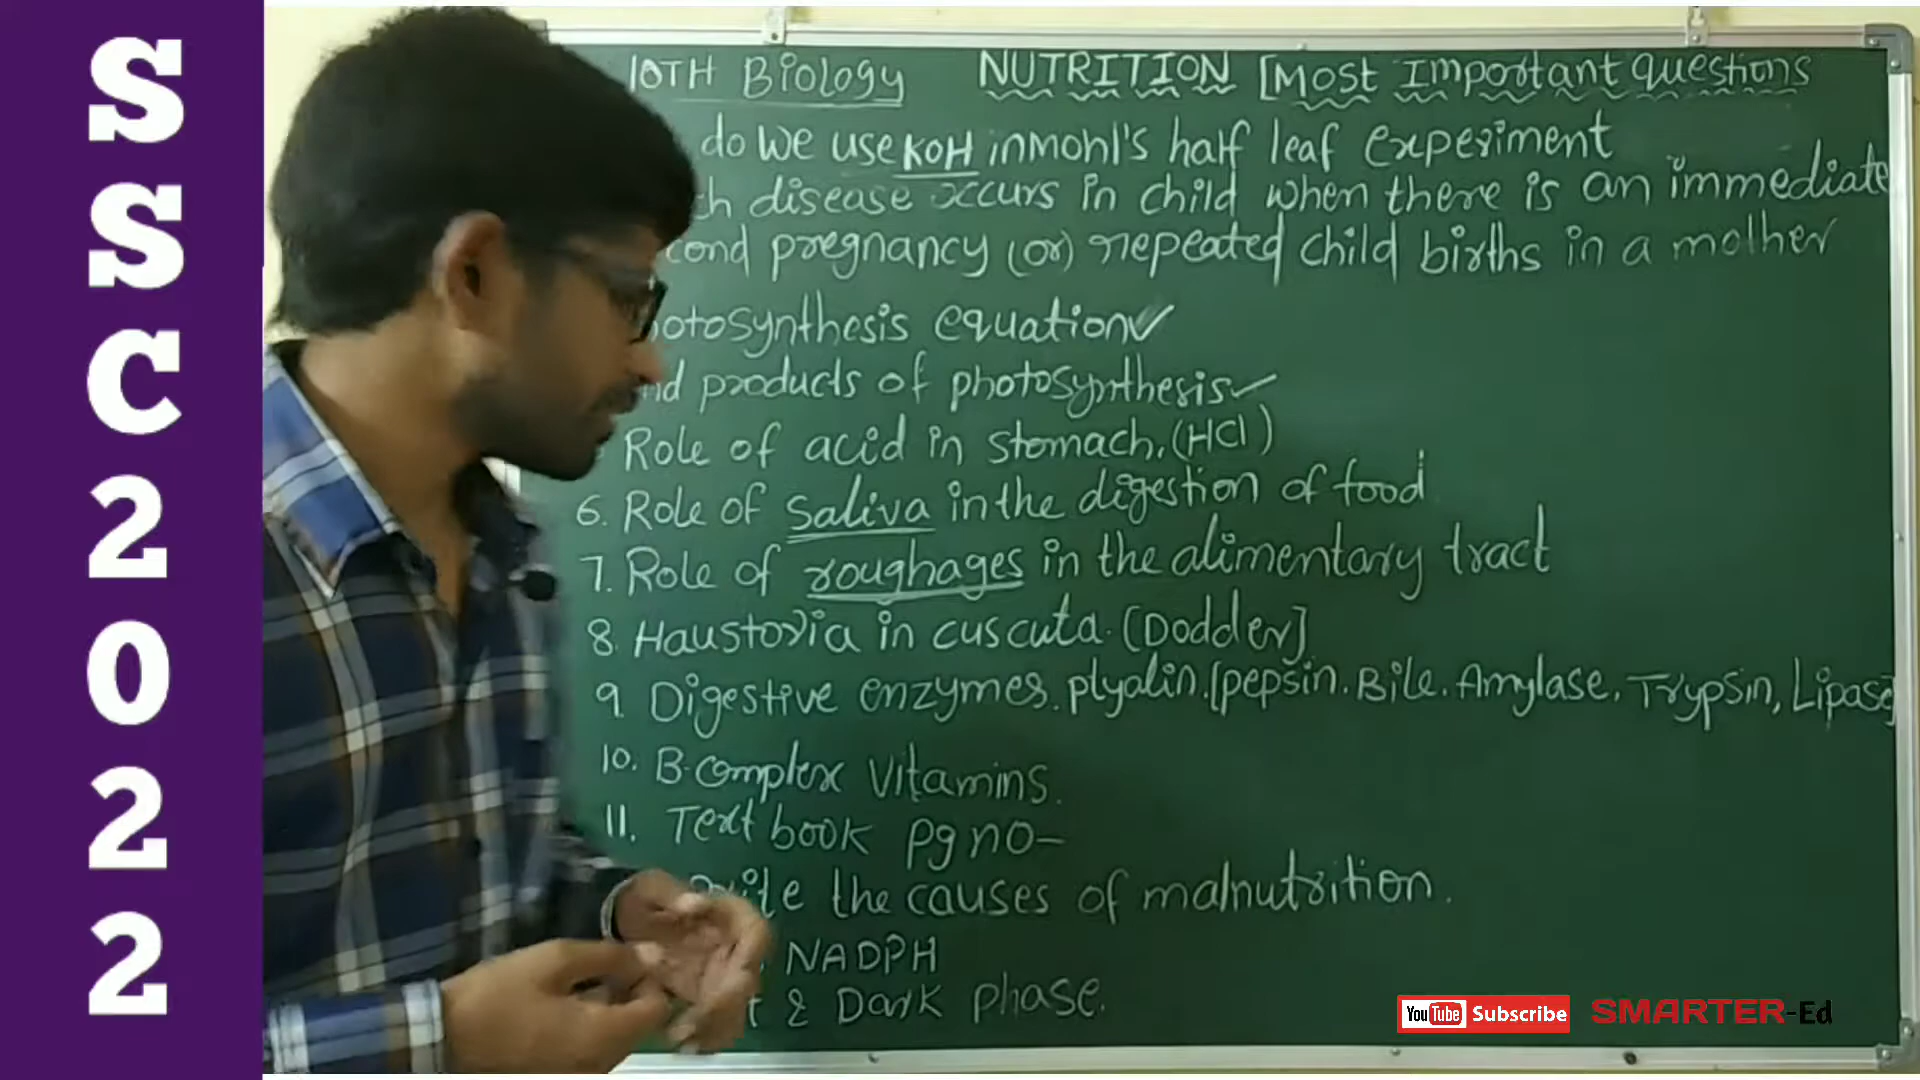 SSC2022
10TH Biology NUTRITION [Most Important questions
do we use KOH in mohl's half leaf experiment
disease occurs in child when there is an immediate
pregnancy (or) repeated child births in a mother
equation✓
products of photosynthesis✓
Role of acid in stomach. (HCl)
6. Role of saliva in the digestion of food
7. Role of roughages in the alimentary tract
8. Haustoria in cuscuta. [Dodder]
9. Digestive enzymes. ptyalin. [pepsin. Bile. Amylase. Trypsin, Lipase]
10. B-complex Vitamins.
11. Text book pg no-
the causes of malnutrition.
NADPH
& Dark phase.
YouTube Subscribe SMARTER-Ed